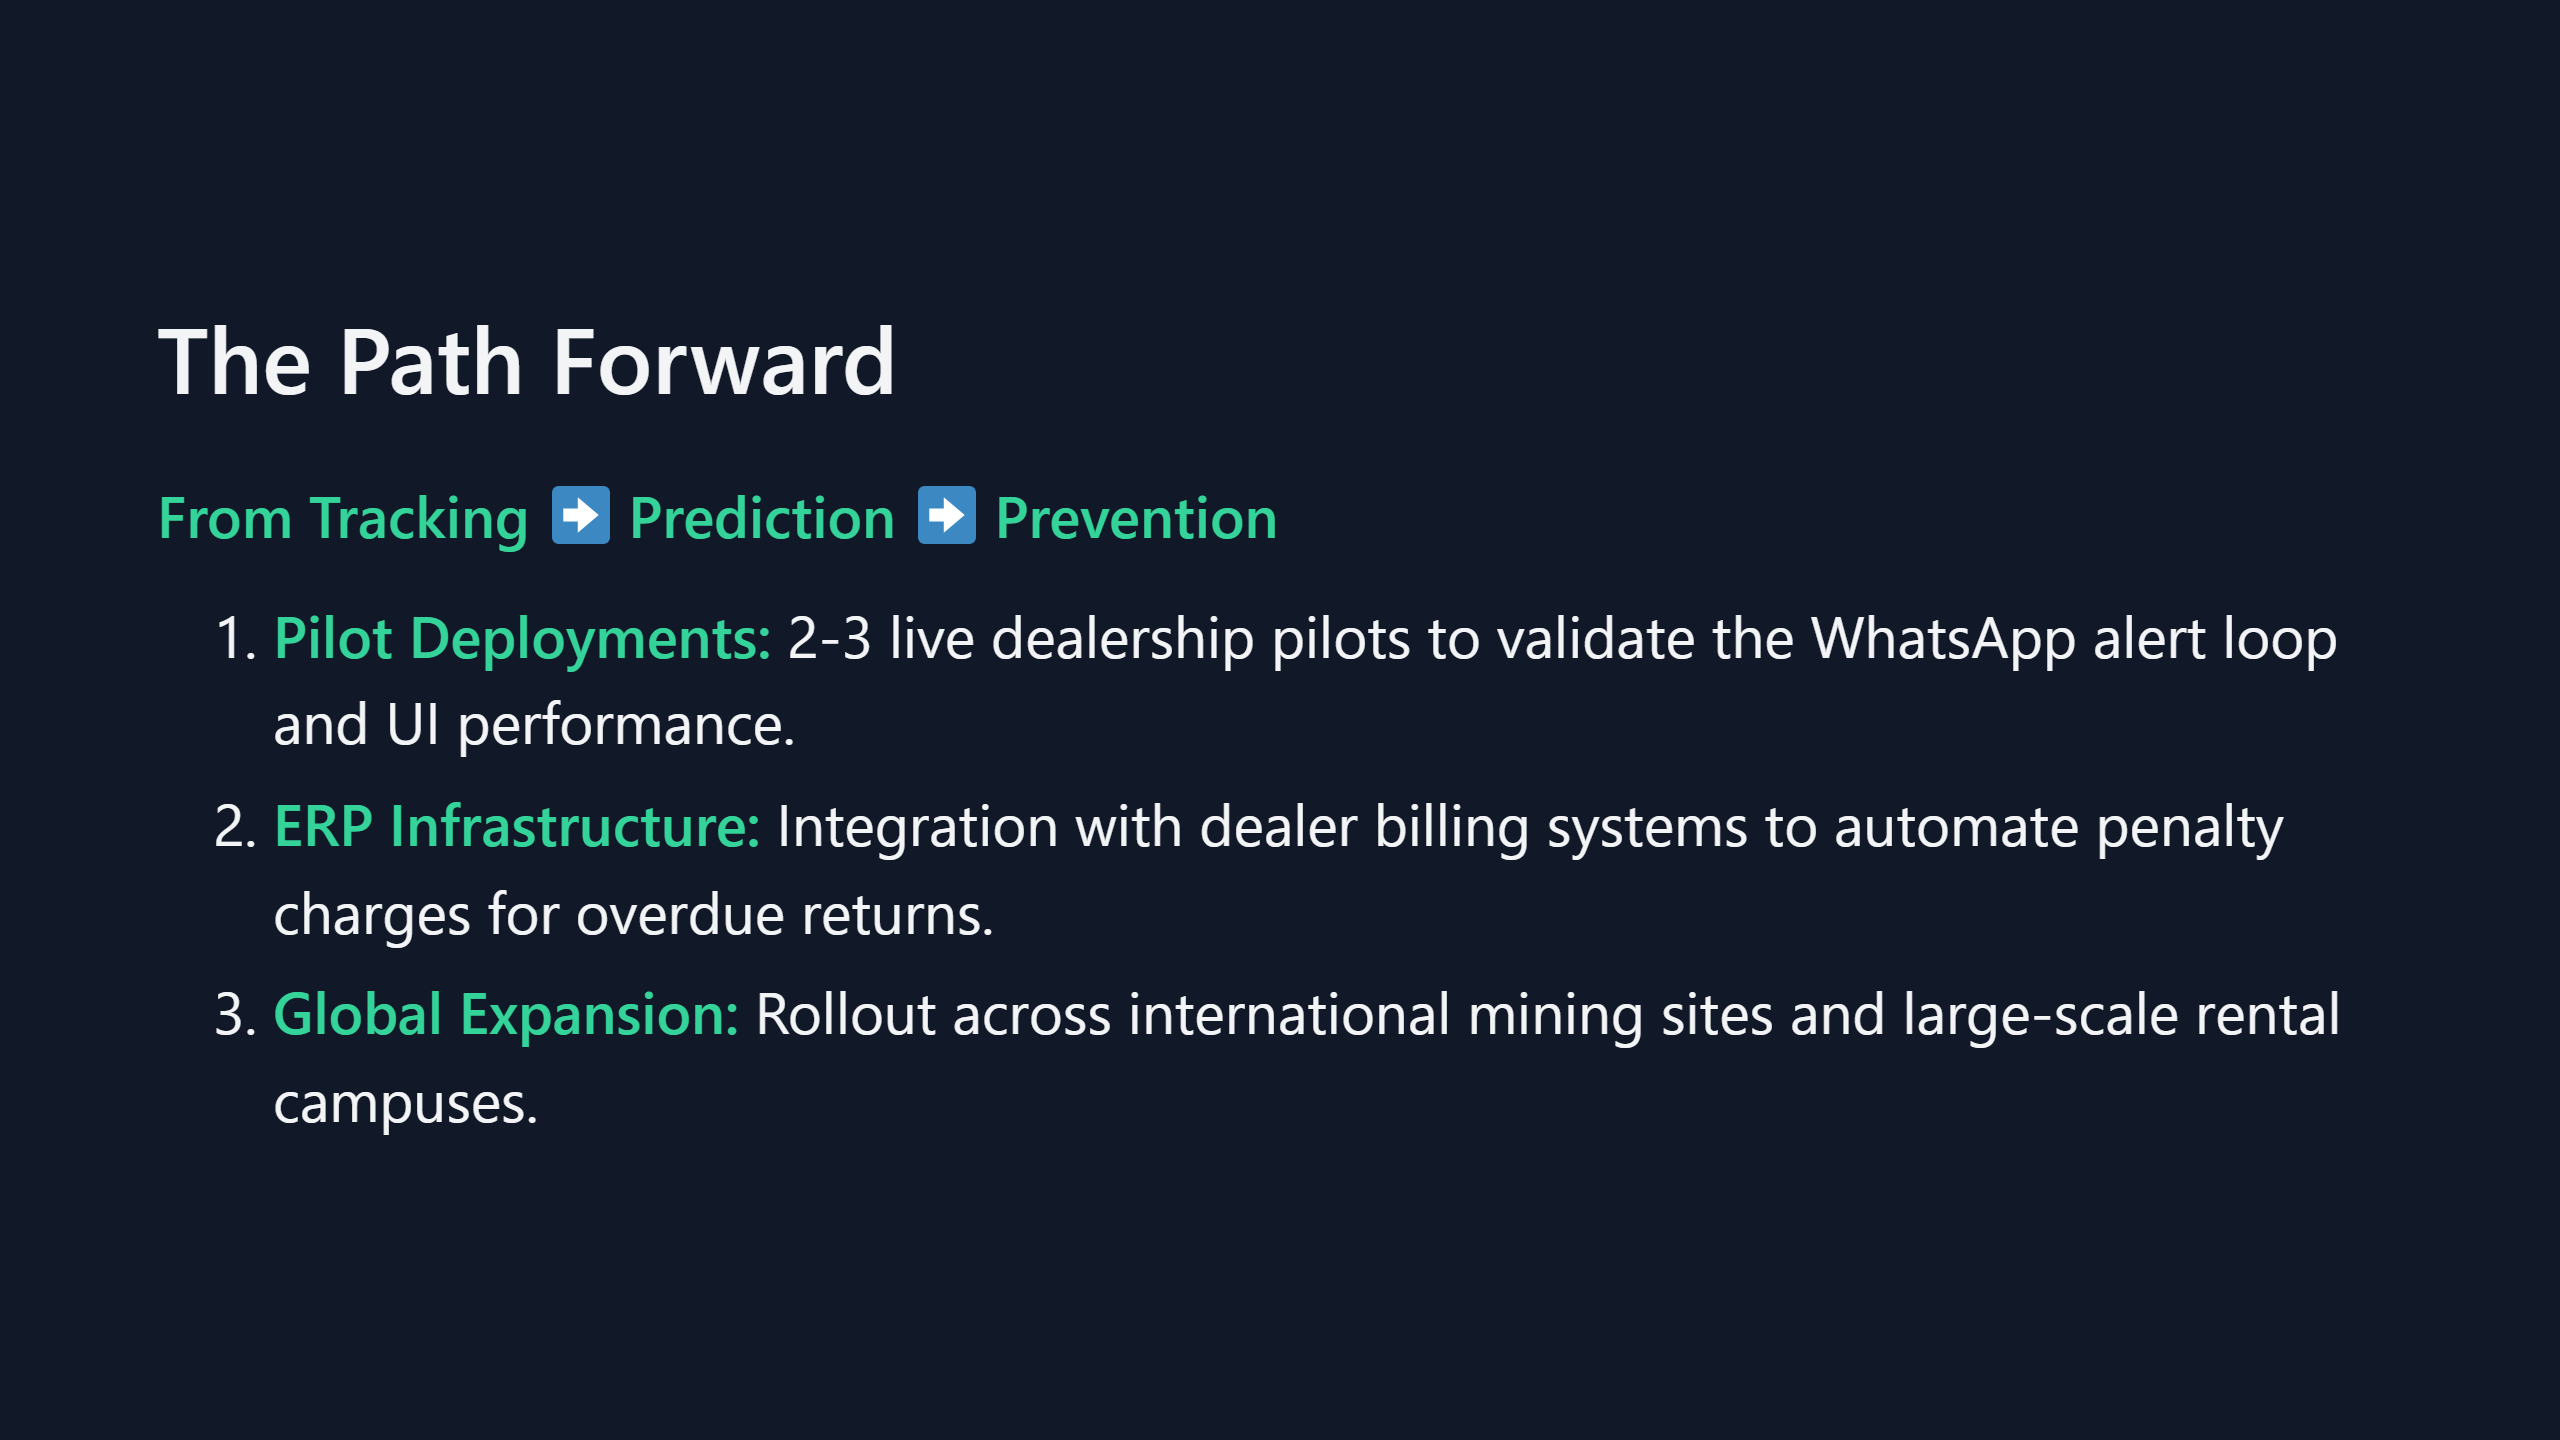 The Path Forward
From Tracking ➡️ Prediction ➡️ Prevention
1. Pilot Deployments: 2-3 live dealership pilots to validate the WhatsApp alert loop
and UI performance.
2. ERP Infrastructure: Integration with dealer billing systems to automate penalty
charges for overdue returns.
3. Global Expansion: Rollout across international mining sites and large-scale rental
campuses.